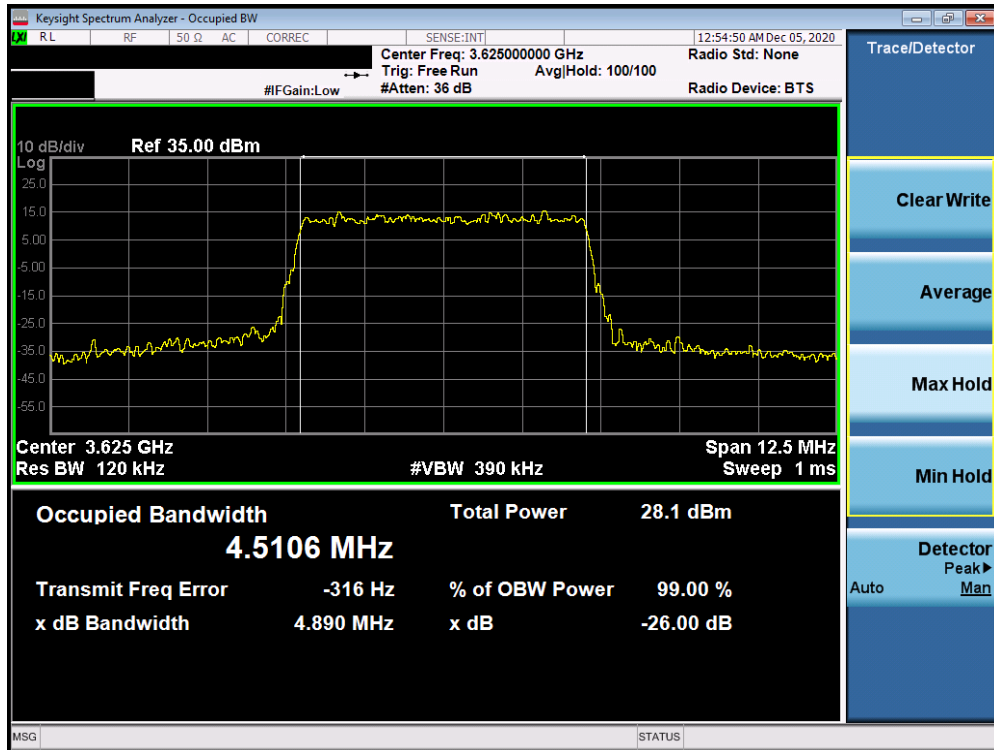 Keysight Spectrum Analyzer - Occupied BW
LXI RL RF 50 Ω AC CORREC SENSE:INT 12:54:50 AM Dec 05, 2020
Center Freq: 3.625000000 GHz Radio Std: None
Trig: Free Run Avg|Hold: 100/100
#IFGain:Low #Atten: 36 dB Radio Device: BTS
10 dB/div Ref 35.00 dBm
Log
25.0
15.0
5.00
-5.00
-15.0
-25.0
-35.0
-45.0
-55.0
Center 3.625 GHz Span 12.5 MHz
Res BW 120 kHz #VBW 390 kHz Sweep 1 ms
Occupied Bandwidth Total Power 28.1 dBm
4.5106 MHz
Transmit Freq Error -316 Hz % of OBW Power 99.00 %
x dB Bandwidth 4.890 MHz x dB -26.00 dB
MSG STATUS
Trace/Detector
Clear Write
Average
Max Hold
Min Hold
Detector
Peak▶
Auto Man